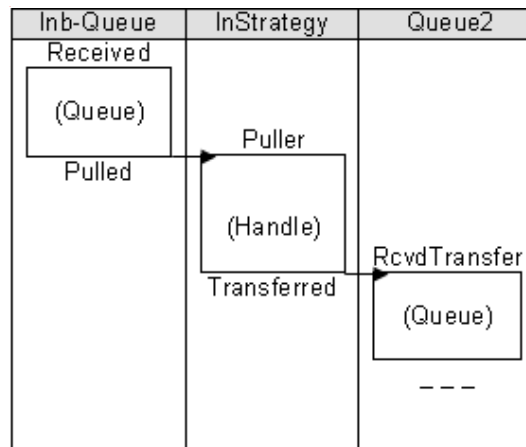 Inb-Queue InStrategy Queue2
Received
(Queue)
Pulled
Puller
(Handle)
Transferred
RcvdTransfer
(Queue)
_ _ _